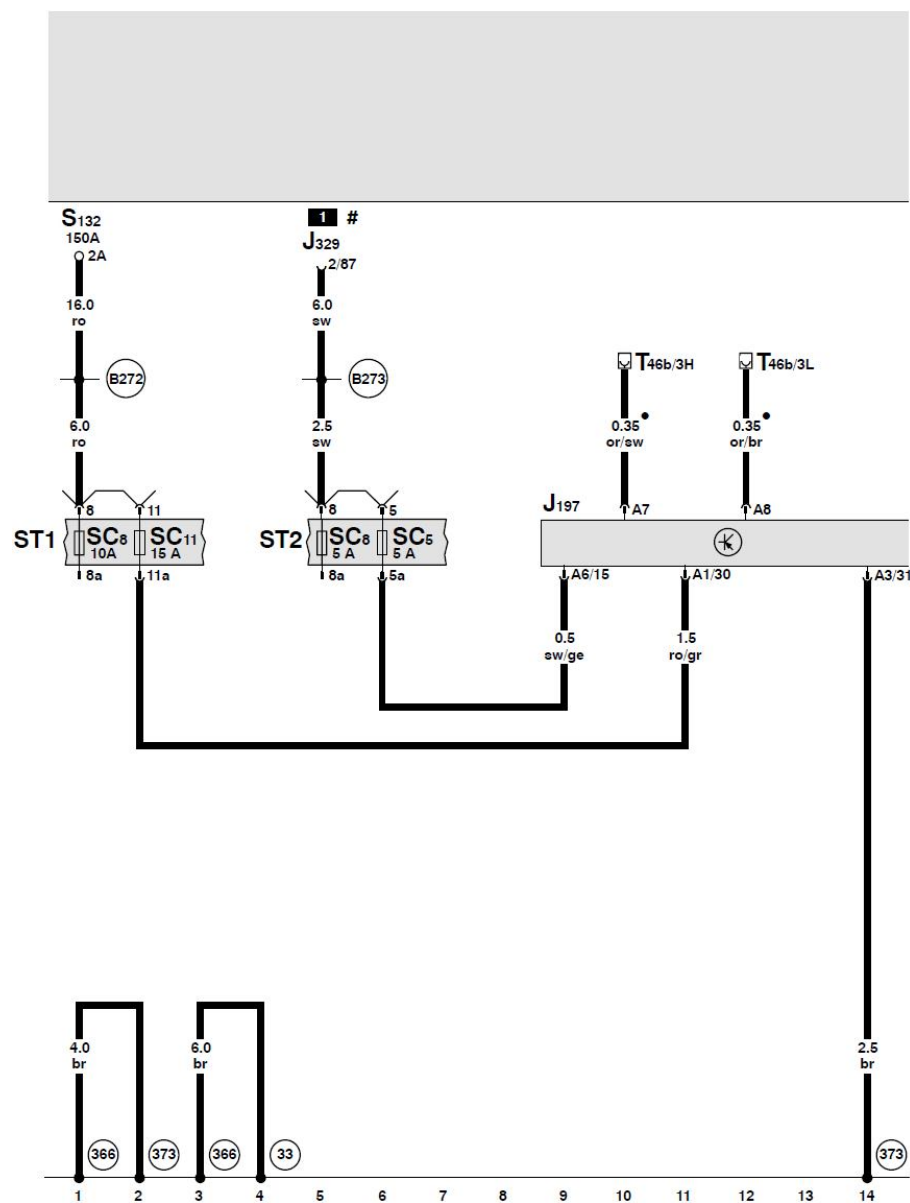 S132
150A
2A
1 #
J329
2/87
16.0
ro
6.0
sw
B272
B273
T46b/3H
T46b/3L
6.0
ro
2.5
sw
0.35 •
or/sw
0.35 •
or/br
8 11
8 5
J197
A7
A8
ST1
SC8
10A
SC11
15 A
ST2
SC8
5 A
SC5
5 A
8a
11a
8a
5a
A6/15
A1/30
A3/31
0.5
sw/ge
1.5
ro/gr
4.0
br
6.0
br
2.5
br
366
373
366
33
373
1 2 3 4 5 6 7 8 9 10 11 12 13 14